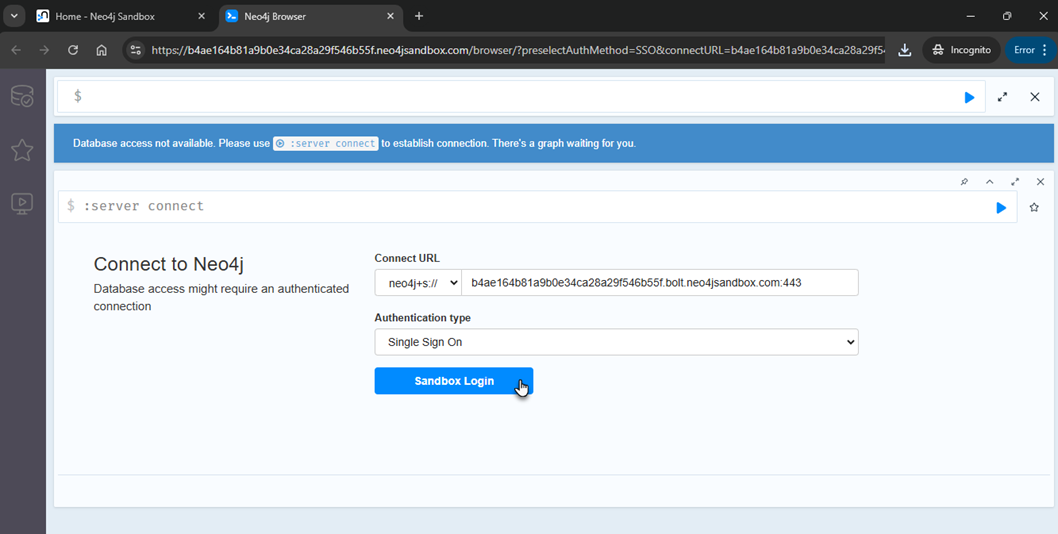 Home - Neo4j Sandbox
Neo4j Browser
https://b4ae164b81a9b0e34ca28a29f546b55f.neo4jsandbox.com/browser/?preselectAuthMethod=SSO&connectURL=b4ae164b81a9b0e34ca28a29f5
Incognito
Error
$
Database access not available. Please use :server connect to establish connection. There's a graph waiting for you.
$ :server connect
Connect to Neo4j
Database access might require an authenticated
connection
Connect URL
neo4j+s://
b4ae164b81a9b0e34ca28a29f546b55f.bolt.neo4jsandbox.com:443
Authentication type
Single Sign On
Sandbox Login